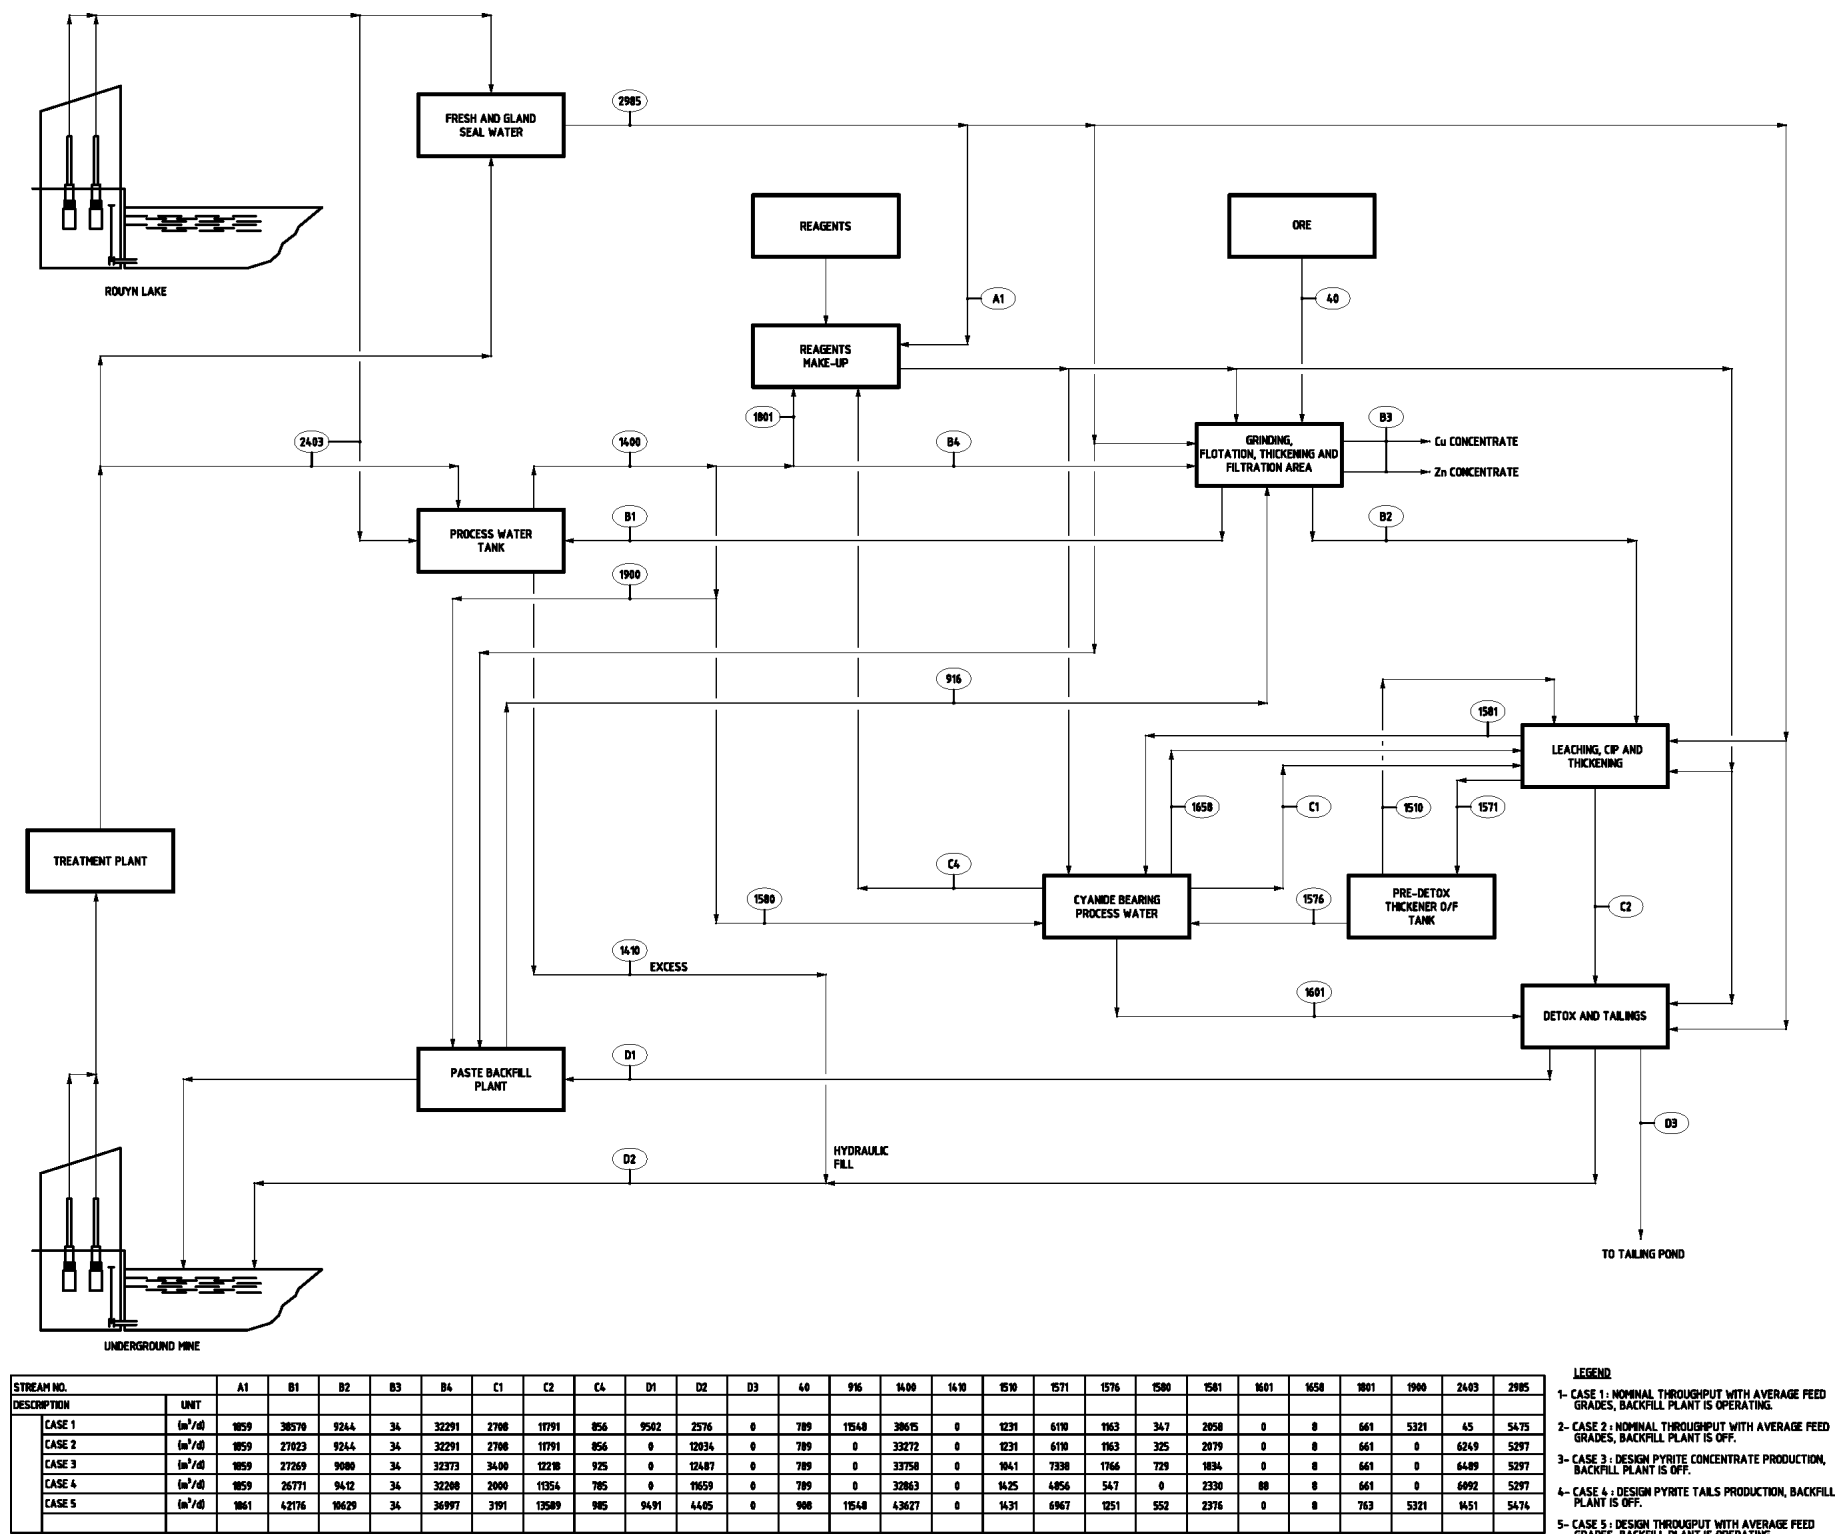 2985
FRESH AND GLAND
SEAL WATER
REAGENTS
ORE
ROUYN LAKE
A1
40
REAGENTS
MAKE-UP
1801
B3
2403
1400
B4
GRINDING,
FLOTATION, THICKENING AND
FILTRATION AREA
Cu CONCENTRATE
Zn CONCENTRATE
B1
B2
PROCESS WATER
TANK
1900
916
1581
LEACHING, CIP AND
THICKENING
1658
C1
1510
1571
TREATMENT PLANT
C4
1580
CYANIDE BEARING
PROCESS WATER
1576
PRE-DETOX
THICKENER O/F
TANK
C2
1410
EXCESS
1601
DETOX AND TAILINGS
D1
PASTE BACKFILL
PLANT
D3
D2
HYDRAULIC
FILL
TO TAILING POND
UNDERGROUND MINE
STREAM NO. A1 B1 B2 B3 B4 C1 C2 C4 D1 D2 D3 40 916 1400 1410 1510 1571 1576 1580 1581 1601 1658 1801 1900 2403 2985
DESCRIPTION UNIT
CASE 1 (m³/d) 1859 38570 9244 34 32291 2708 11791 856 9502 2576 0 789 11548 38615 0 1231 6110 1163 347 2058 0 8 661 5321 45 5475
CASE 2 (m³/d) 1859 27023 9244 34 32291 2708 11791 856 0 12034 0 789 0 33272 0 1231 6110 1163 325 2079 0 8 661 0 6249 5297
CASE 3 (m³/d) 1859 27269 9080 34 32373 3400 12218 925 0 12487 0 789 0 33758 0 1041 7338 1766 729 1834 0 8 661 0 6489 5297
CASE 4 (m³/d) 1859 26771 9412 34 32208 2000 11354 785 0 11659 0 789 0 32863 0 1425 4856 547 0 2330 88 8 661 0 6092 5297
CASE 5 (m³/d) 1861 42176 10629 34 36997 3191 13589 985 9491 4405 0 908 11548 43627 0 1431 6967 1251 552 2376 0 8 763 5321 1451 5474
LEGEND
1- CASE 1 : NOMINAL THROUGHPUT WITH AVERAGE FEED
GRADES, BACKFILL PLANT IS OPERATING.
2- CASE 2 : NOMINAL THROUGHPUT WITH AVERAGE FEED
GRADES, BACKFILL PLANT IS OFF.
3- CASE 3 : DESIGN PYRITE CONCENTRATE PRODUCTION,
BACKFILL PLANT IS OFF.
4- CASE 4 : DESIGN PYRITE TAILS PRODUCTION, BACKFILL
PLANT IS OFF.
5- CASE 5 : DESIGN THROUGPUT WITH AVERAGE FEED
GRADES, BACKFILL PLANT IS OPERATING